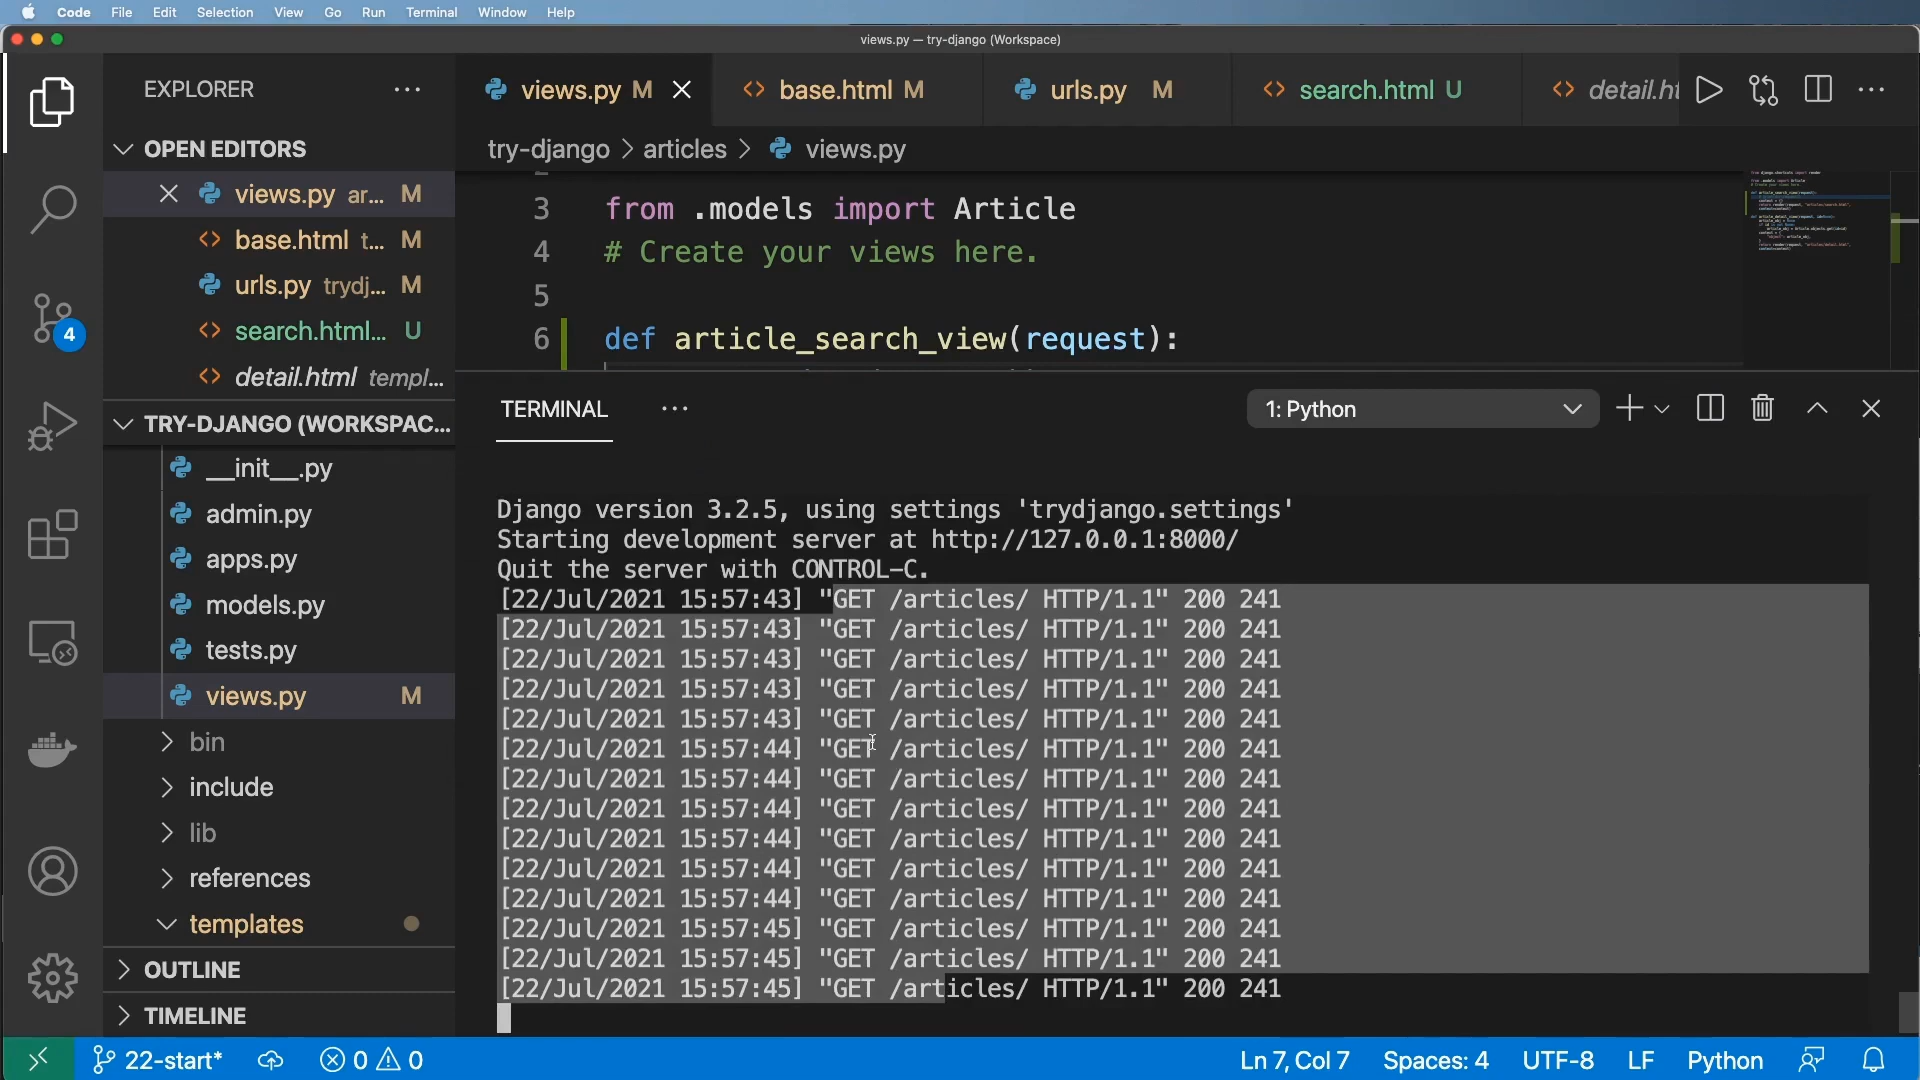 Code File Edit Selection View Go Run Terminal Window Help
views.py — try-django (Workspace)
EXPLORER
OPEN EDITORS
views.py ar... M
base.html t... M
urls.py trydj... M
search.html... U
detail.html templ...
TRY-DJANGO (WORKSPAC...
__init__.py
admin.py
apps.py
models.py
tests.py
views.py M
bin
include
lib
references
templates
OUTLINE
TIMELINE
4
views.py M
base.html M
urls.py M
search.html U
detail.ht
try-django > articles > views.py
3 from .models import Article
4 # Create your views here.
5
6 def article_search_view(request):
TERMINAL
1: Python
Django version 3.2.5, using settings 'trydjango.settings'
Starting development server at http://127.0.0.1:8000/
Quit the server with CONTROL-C.
[22/Jul/2021 15:57:43] "GET /articles/ HTTP/1.1" 200 241
[22/Jul/2021 15:57:43] "GET /articles/ HTTP/1.1" 200 241
[22/Jul/2021 15:57:43] "GET /articles/ HTTP/1.1" 200 241
[22/Jul/2021 15:57:43] "GET /articles/ HTTP/1.1" 200 241
[22/Jul/2021 15:57:43] "GET /articles/ HTTP/1.1" 200 241
[22/Jul/2021 15:57:44] "GET /articles/ HTTP/1.1" 200 241
[22/Jul/2021 15:57:44] "GET /articles/ HTTP/1.1" 200 241
[22/Jul/2021 15:57:44] "GET /articles/ HTTP/1.1" 200 241
[22/Jul/2021 15:57:44] "GET /articles/ HTTP/1.1" 200 241
[22/Jul/2021 15:57:44] "GET /articles/ HTTP/1.1" 200 241
[22/Jul/2021 15:57:44] "GET /articles/ HTTP/1.1" 200 241
[22/Jul/2021 15:57:45] "GET /articles/ HTTP/1.1" 200 241
[22/Jul/2021 15:57:45] "GET /articles/ HTTP/1.1" 200 241
[22/Jul/2021 15:57:45] "GET /articles/ HTTP/1.1" 200 241
22-start* 0 0 Ln 7, Col 7 Spaces: 4 UTF-8 LF Python